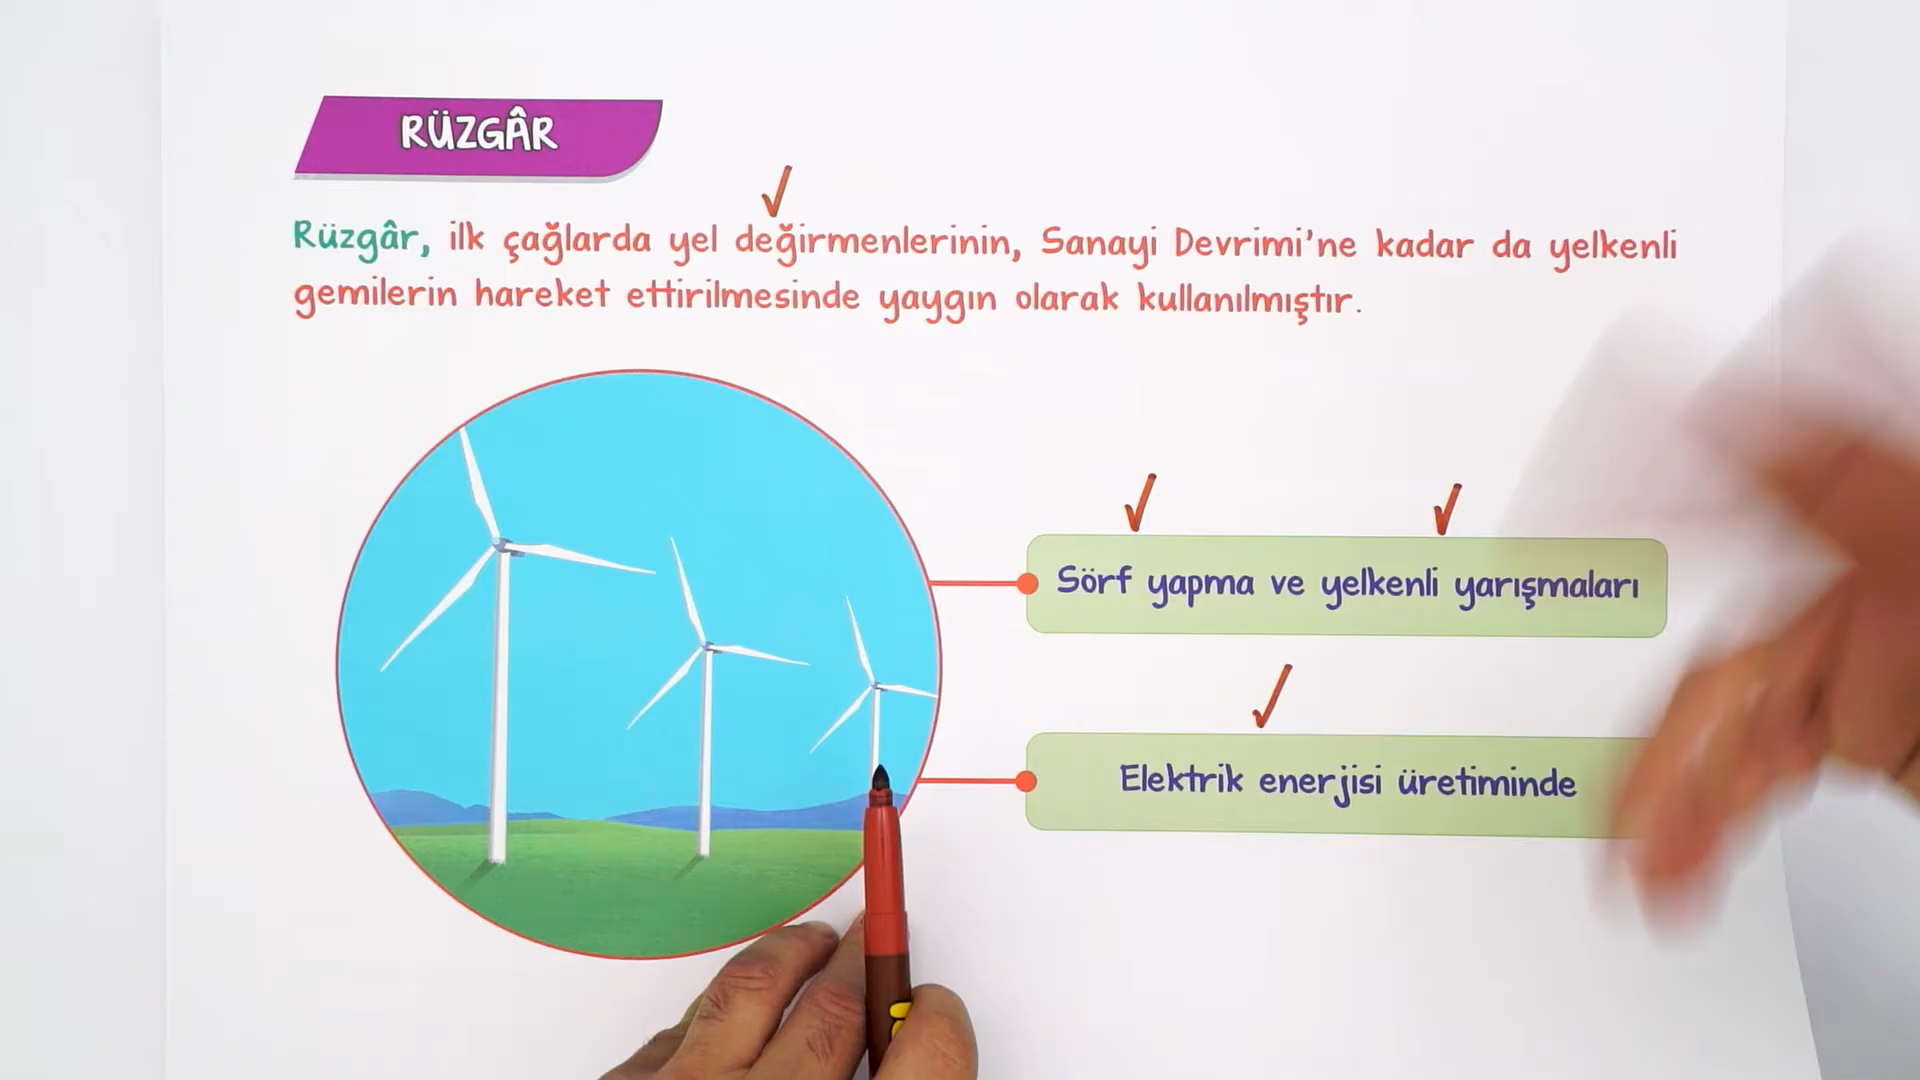 RÜZGÂR
Rüzgâr, ilk çağlarda yel değirmenlerinin, Sanayi Devrimi'ne kadar da yelkenli
gemilerin hareket ettirilmesinde yaygın olarak kullanılmıştır.
Sörf yapma ve yelkenli yarışmaları
Elektrik enerjisi üretiminde